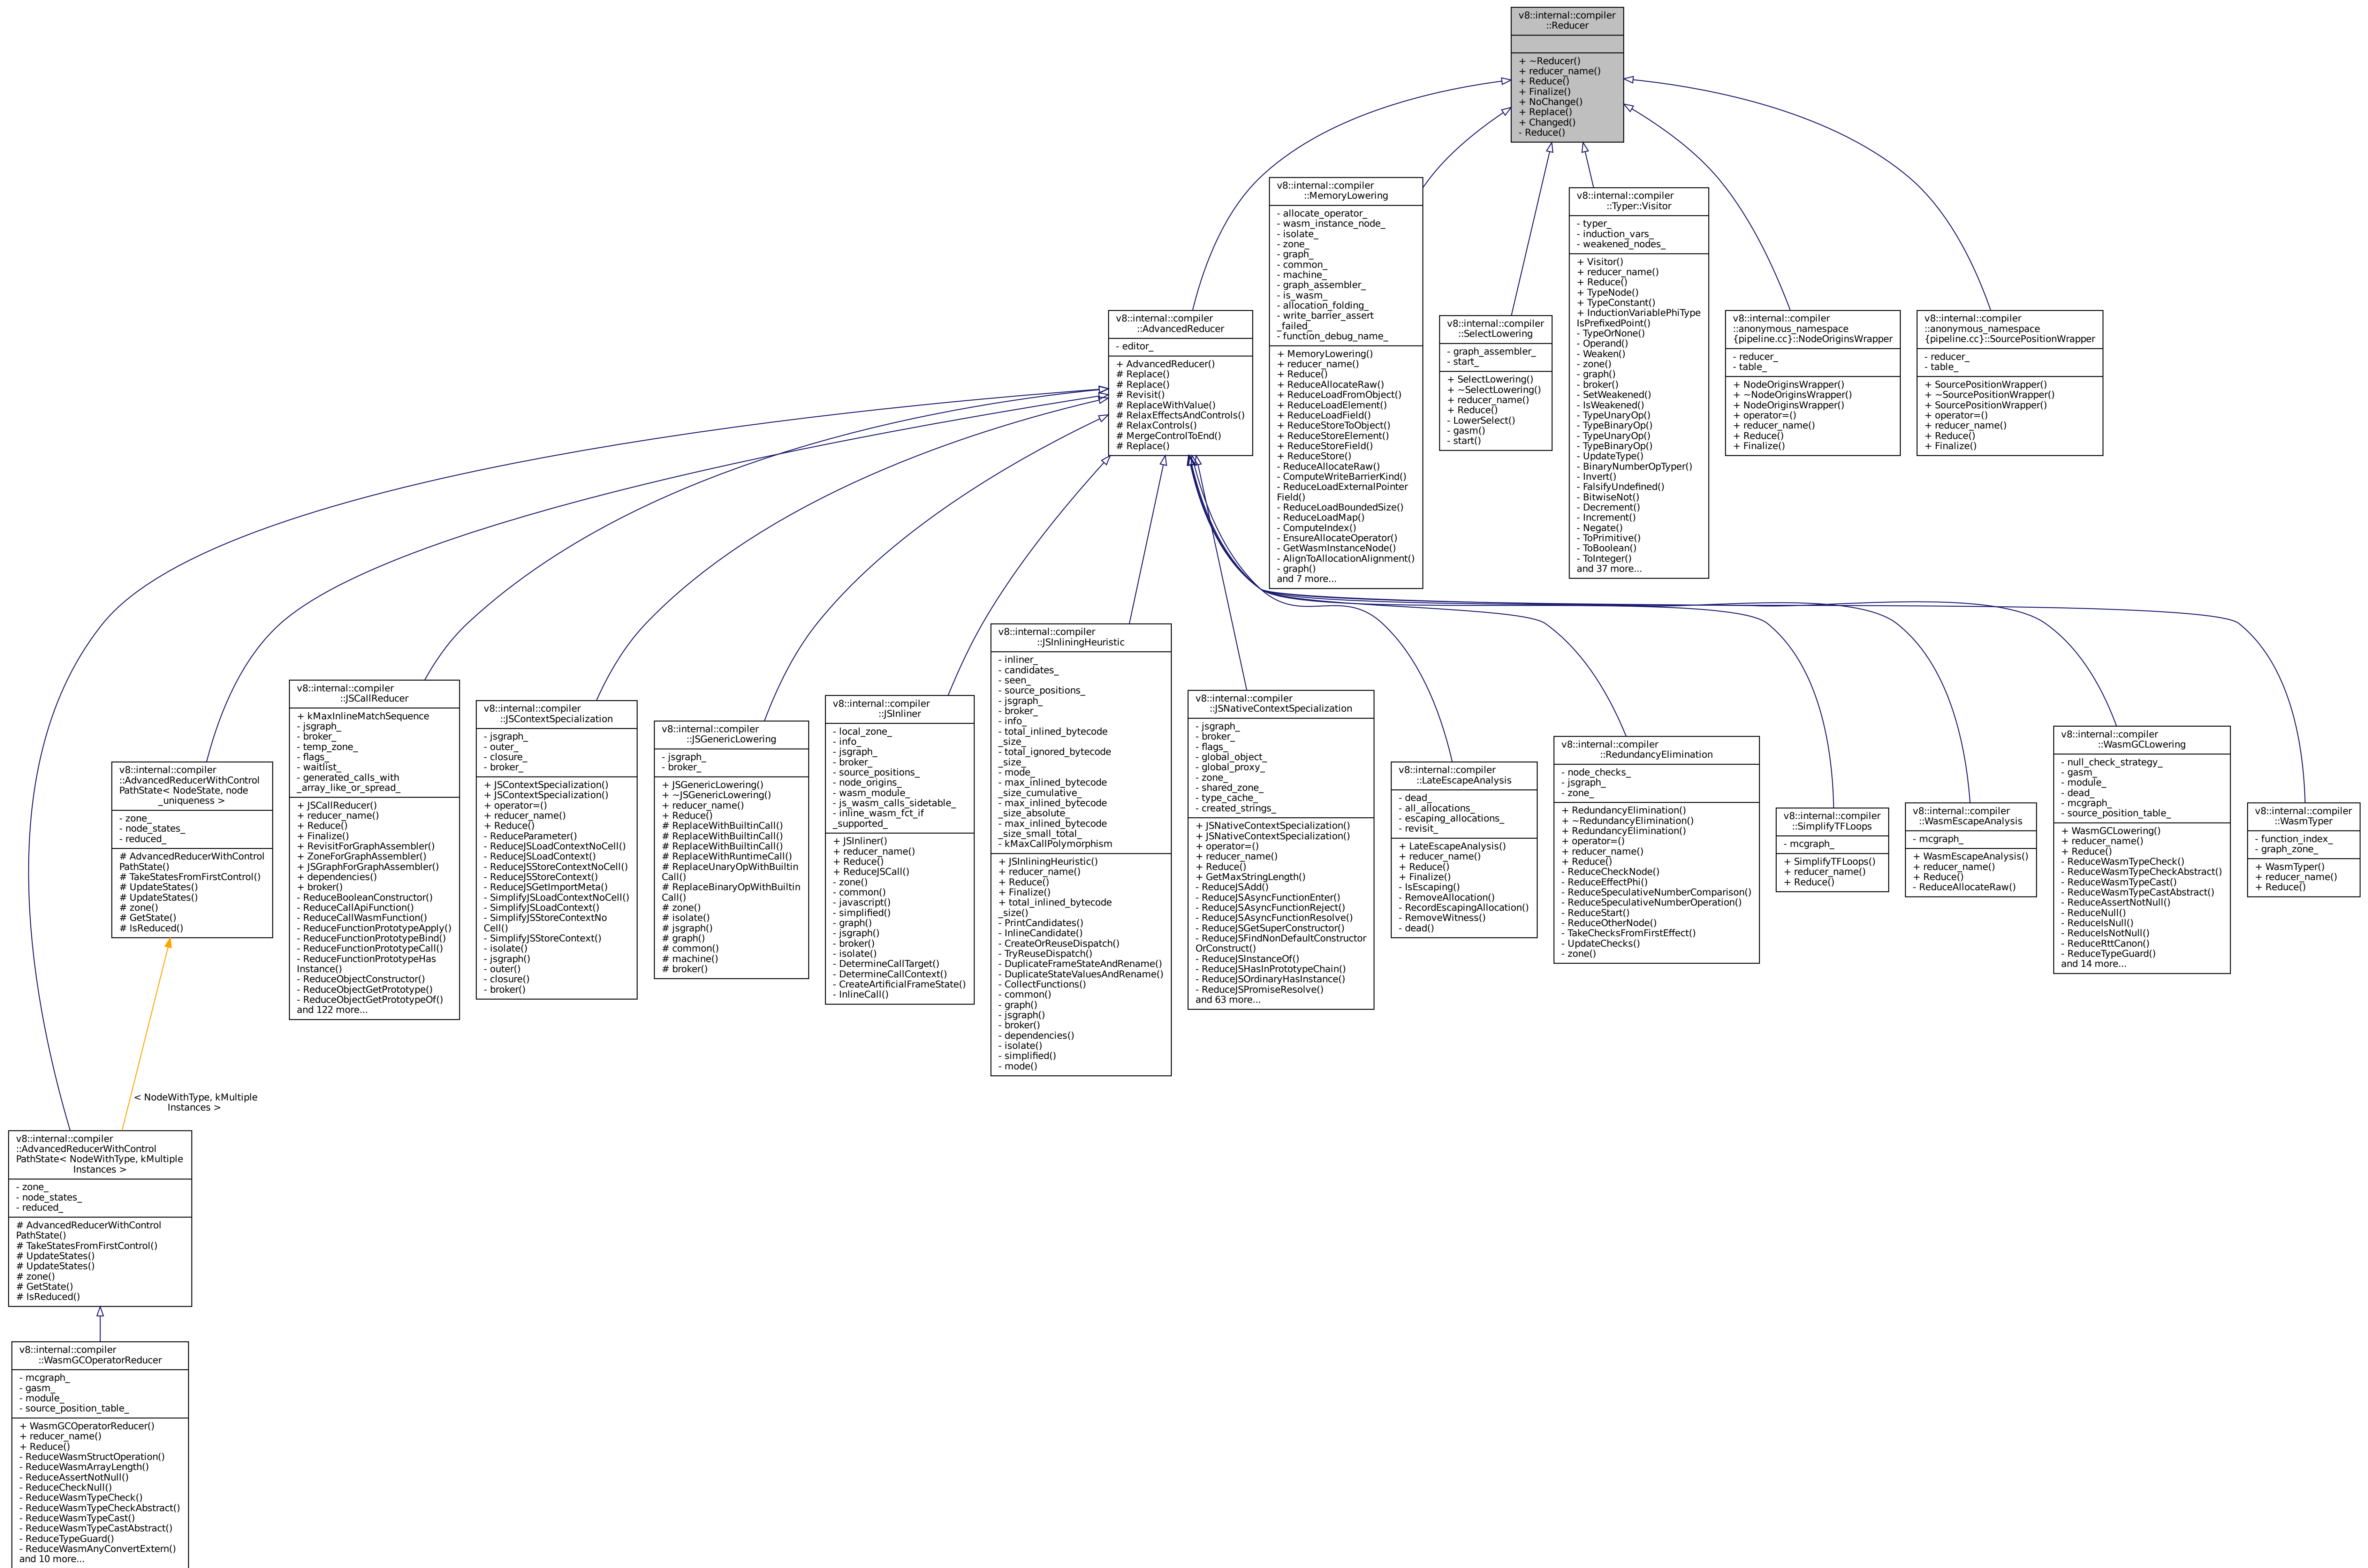 v8::internal::compiler
::Reducer
+ ~Reducer()
+ reducer_name()
+ Reduce()
+ Finalize()
+ NoChange()
+ Replace()
+ Changed()
- Reduce()
v8::internal::compiler
::AdvancedReducer
- editor_
+ AdvancedReducer()
# Replace()
# Replace()
# Revisit()
# ReplaceWithValue()
# RelaxEffectsAndControls()
# RelaxControls()
# MergeControlToEnd()
# Replace()
v8::internal::compiler
::MemoryLowering
- allocate_operator_
- wasm_instance_node_
- isolate_
- zone_
- graph_
- common_
- machine_
- graph_assembler_
- is_wasm_
- allocation_folding_
- write_barrier_assert
_failed_
- function_debug_name_
+ MemoryLowering()
+ reducer_name()
+ Reduce()
+ ReduceAllocateRaw()
+ ReduceLoadFromObject()
+ ReduceLoadElement()
+ ReduceLoadField()
+ ReduceStoreToObject()
+ ReduceStoreElement()
+ ReduceStoreField()
+ ReduceStore()
- ReduceAllocateRaw()
- ComputeWriteBarrierKind()
- ReduceLoadExternalPointer
Field()
- ReduceLoadBoundedSize()
- ReduceLoadMap()
- ComputeIndex()
- EnsureAllocateOperator()
- GetWasmInstanceNode()
- AlignToAllocationAlignment()
- graph()
and 7 more...
v8::internal::compiler
::SelectLowering
- graph_assembler_
- start_
+ SelectLowering()
+ ~SelectLowering()
+ reducer_name()
+ Reduce()
- LowerSelect()
- gasm()
- start()
v8::internal::compiler
::Typer::Visitor
- typer_
- induction_vars_
- weakened_nodes_
+ Visitor()
+ reducer_name()
+ Reduce()
+ TypeNode()
+ TypeConstant()
+ InductionVariablePhiType
IsPrefixedPoint()
- TypeOrNone()
- Operand()
- Weaken()
- zone()
- graph()
- broker()
- SetWeakened()
- IsWeakened()
- TypeUnaryOp()
- TypeBinaryOp()
- TypeUnaryOp()
- TypeBinaryOp()
- UpdateType()
- BinaryNumberOpTyper()
- Invert()
- FalsifyUndefined()
- BitwiseNot()
- Decrement()
- Increment()
- Negate()
- ToPrimitive()
- ToBoolean()
- ToInteger()
and 37 more...
v8::internal::compiler
::anonymous_namespace
{pipeline.cc}::NodeOriginsWrapper
- reducer_
- table_
+ NodeOriginsWrapper()
+ ~NodeOriginsWrapper()
+ NodeOriginsWrapper()
+ operator=()
+ reducer_name()
+ Reduce()
+ Finalize()
v8::internal::compiler
::anonymous_namespace
{pipeline.cc}::SourcePositionWrapper
- reducer_
- table_
+ SourcePositionWrapper()
+ ~SourcePositionWrapper()
+ SourcePositionWrapper()
+ operator=()
+ reducer_name()
+ Reduce()
+ Finalize()
v8::internal::compiler
::AdvancedReducerWithControl
PathState< NodeState, node
_uniqueness >
- zone_
- node_states_
- reduced_
# AdvancedReducerWithControl
PathState()
# TakeStatesFromFirstControl()
# UpdateStates()
# UpdateStates()
# zone()
# GetState()
# IsReduced()
v8::internal::compiler
::JSCallReducer
+ kMaxInlineMatchSequence
- jsgraph_
- broker_
- temp_zone_
- flags_
- waitlist_
- generated_calls_with
_array_like_or_spread_
+ JSCallReducer()
+ reducer_name()
+ Reduce()
+ Finalize()
+ RevisitForGraphAssembler()
+ ZoneForGraphAssembler()
+ JSGraphForGraphAssembler()
+ dependencies()
+ broker()
- ReduceBooleanConstructor()
- ReduceCallApiFunction()
- ReduceCallWasmFunction()
- ReduceFunctionPrototypeApply()
- ReduceFunctionPrototypeBind()
- ReduceFunctionPrototypeCall()
- ReduceFunctionPrototypeHas
Instance()
- ReduceObjectConstructor()
- ReduceObjectGetPrototype()
- ReduceObjectGetPrototypeOf()
and 122 more...
v8::internal::compiler
::JSContextSpecialization
- jsgraph_
- outer_
- closure_
- broker_
+ JSContextSpecialization()
+ JSContextSpecialization()
+ operator=()
+ reducer_name()
+ Reduce()
- ReduceParameter()
- ReduceJSLoadContextNoCell()
- ReduceJSLoadContext()
- ReduceJSStoreContextNoCell()
- ReduceJSStoreContext()
- ReduceJSGetImportMeta()
- SimplifyJSLoadContextNoCell()
- SimplifyJSLoadContext()
- SimplifyJSStoreContextNo
Cell()
- SimplifyJSStoreContext()
- isolate()
- jsgraph()
- outer()
- closure()
- broker()
v8::internal::compiler
::JSGenericLowering
- jsgraph_
- broker_
+ JSGenericLowering()
+ ~JSGenericLowering()
+ reducer_name()
+ Reduce()
# ReplaceWithBuiltinCall()
# ReplaceWithBuiltinCall()
# ReplaceWithBuiltinCall()
# ReplaceWithRuntimeCall()
# ReplaceUnaryOpWithBuiltin
Call()
# ReplaceBinaryOpWithBuiltin
Call()
# zone()
# isolate()
# jsgraph()
# graph()
# common()
# machine()
# broker()
v8::internal::compiler
::JSInliner
- local_zone_
- info_
- jsgraph_
- broker_
- source_positions_
- node_origins_
- wasm_module_
- js_wasm_calls_sidetable_
- inline_wasm_fct_if
_supported_
+ JSInliner()
+ reducer_name()
+ Reduce()
+ ReduceJSCall()
- zone()
- common()
- javascript()
- simplified()
- graph()
- jsgraph()
- broker()
- isolate()
- DetermineCallTarget()
- DetermineCallContext()
- CreateArtificialFrameState()
- InlineCall()
v8::internal::compiler
::JSInliningHeuristic
- inliner_
- candidates_
- seen_
- source_positions_
- jsgraph_
- broker_
- info_
- total_inlined_bytecode
_size_
- total_ignored_bytecode
_size_
- mode_
- max_inlined_bytecode
_size_cumulative_
- max_inlined_bytecode
_size_absolute_
- max_inlined_bytecode
_size_small_total_
- kMaxCallPolymorphism
+ JSInliningHeuristic()
+ reducer_name()
+ Reduce()
+ Finalize()
+ total_inlined_bytecode
_size()
- PrintCandidates()
- InlineCandidate()
- CreateOrReuseDispatch()
- TryReuseDispatch()
- DuplicateFrameStateAndRename()
- DuplicateStateValuesAndRename()
- CollectFunctions()
- common()
- graph()
- jsgraph()
- broker()
- dependencies()
- isolate()
- simplified()
- mode()
v8::internal::compiler
::JSNativeContextSpecialization
- jsgraph_
- broker_
- flags_
- global_object_
- global_proxy_
- zone_
- shared_zone_
- type_cache_
- created_strings_
+ JSNativeContextSpecialization()
+ JSNativeContextSpecialization()
+ operator=()
+ reducer_name()
+ Reduce()
+ GetMaxStringLength()
- ReduceJSAdd()
- ReduceJSAsyncFunctionEnter()
- ReduceJSAsyncFunctionReject()
- ReduceJSAsyncFunctionResolve()
- ReduceJSGetSuperConstructor()
- ReduceJSFindNonDefaultConstructor
OrConstruct()
- ReduceJSInstanceOf()
- ReduceJSHasInPrototypeChain()
- ReduceJSOrdinaryHasInstance()
- ReduceJSPromiseResolve()
and 63 more...
v8::internal::compiler
::LateEscapeAnalysis
- dead_
- all_allocations_
- escaping_allocations_
- revisit_
+ LateEscapeAnalysis()
+ reducer_name()
+ Reduce()
+ Finalize()
- IsEscaping()
- RemoveAllocation()
- RecordEscapingAllocation()
- RemoveWitness()
- dead()
v8::internal::compiler
::RedundancyElimination
- node_checks_
- jsgraph_
- zone_
+ RedundancyElimination()
+ ~RedundancyElimination()
+ RedundancyElimination()
+ operator=()
+ reducer_name()
+ Reduce()
- ReduceCheckNode()
- ReduceEffectPhi()
- ReduceSpeculativeNumberComparison()
- ReduceSpeculativeNumberOperation()
- ReduceStart()
- ReduceOtherNode()
- TakeChecksFromFirstEffect()
- UpdateChecks()
- zone()
v8::internal::compiler
::SimplifyTFLoops
- mcgraph_
+ SimplifyTFLoops()
+ reducer_name()
+ Reduce()
v8::internal::compiler
::WasmEscapeAnalysis
- mcgraph_
+ WasmEscapeAnalysis()
+ reducer_name()
+ Reduce()
- ReduceAllocateRaw()
v8::internal::compiler
::WasmGCLowering
- null_check_strategy_
- gasm_
- module_
- dead_
- mcgraph_
- source_position_table_
+ WasmGCLowering()
+ reducer_name()
+ Reduce()
- ReduceWasmTypeCheck()
- ReduceWasmTypeCheckAbstract()
- ReduceWasmTypeCast()
- ReduceWasmTypeCastAbstract()
- ReduceAssertNotNull()
- ReduceNull()
- ReduceIsNull()
- ReduceIsNotNull()
- ReduceRttCanon()
- ReduceTypeGuard()
and 14 more...
v8::internal::compiler
::WasmTyper
- function_index_
- graph_zone_
+ WasmTyper()
+ reducer_name()
+ Reduce()
< NodeWithType, kMultiple
Instances >
v8::internal::compiler
::AdvancedReducerWithControl
PathState< NodeWithType, kMultiple
Instances >
- zone_
- node_states_
- reduced_
# AdvancedReducerWithControl
PathState()
# TakeStatesFromFirstControl()
# UpdateStates()
# UpdateStates()
# zone()
# GetState()
# IsReduced()
v8::internal::compiler
::WasmGCOperatorReducer
- mcgraph_
- gasm_
- module_
- source_position_table_
+ WasmGCOperatorReducer()
+ reducer_name()
+ Reduce()
- ReduceWasmStructOperation()
- ReduceWasmArrayLength()
- ReduceAssertNotNull()
- ReduceCheckNull()
- ReduceWasmTypeCheck()
- ReduceWasmTypeCheckAbstract()
- ReduceWasmTypeCast()
- ReduceWasmTypeCastAbstract()
- ReduceTypeGuard()
- ReduceWasmAnyConvertExtern()
and 10 more...